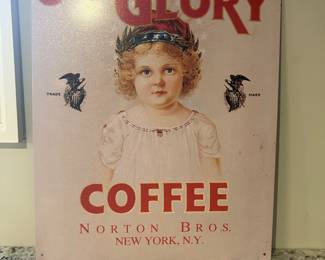 GLORY
TRADE MARK
COFFEE
NORTON BROS.
NEW YORK, N.Y.